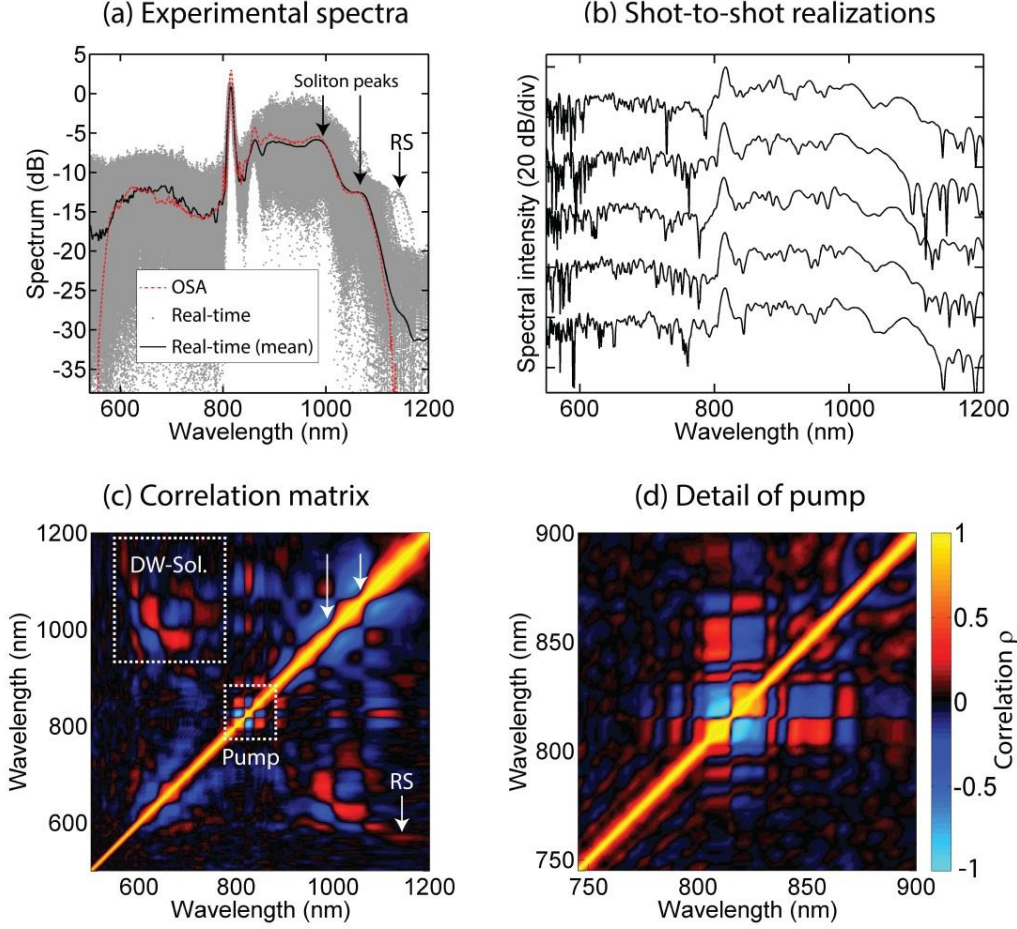 (a) Experimental spectra
(b) Shot-to-shot realizations
5
0
-5
-10
-15
-20
-25
-30
-35
Spectrum (dB)
Soliton peaks
RS
OSA
Real-time
Real-time (mean)
600
800
1000
1200
Wavelength (nm)
Spectral intensity (20 dB/div)
600
800
1000
1200
Wavelength (nm)
(c) Correlation matrix
(d) Detail of pump
1200
1000
800
600
Wavelength (nm)
DW-Sol.
Pump
RS
600
800
1000
1200
Wavelength (nm)
900
850
800
750
Wavelength (nm)
750
800
850
900
Wavelength (nm)
1
0.5
0
-0.5
-1
Correlation ρ